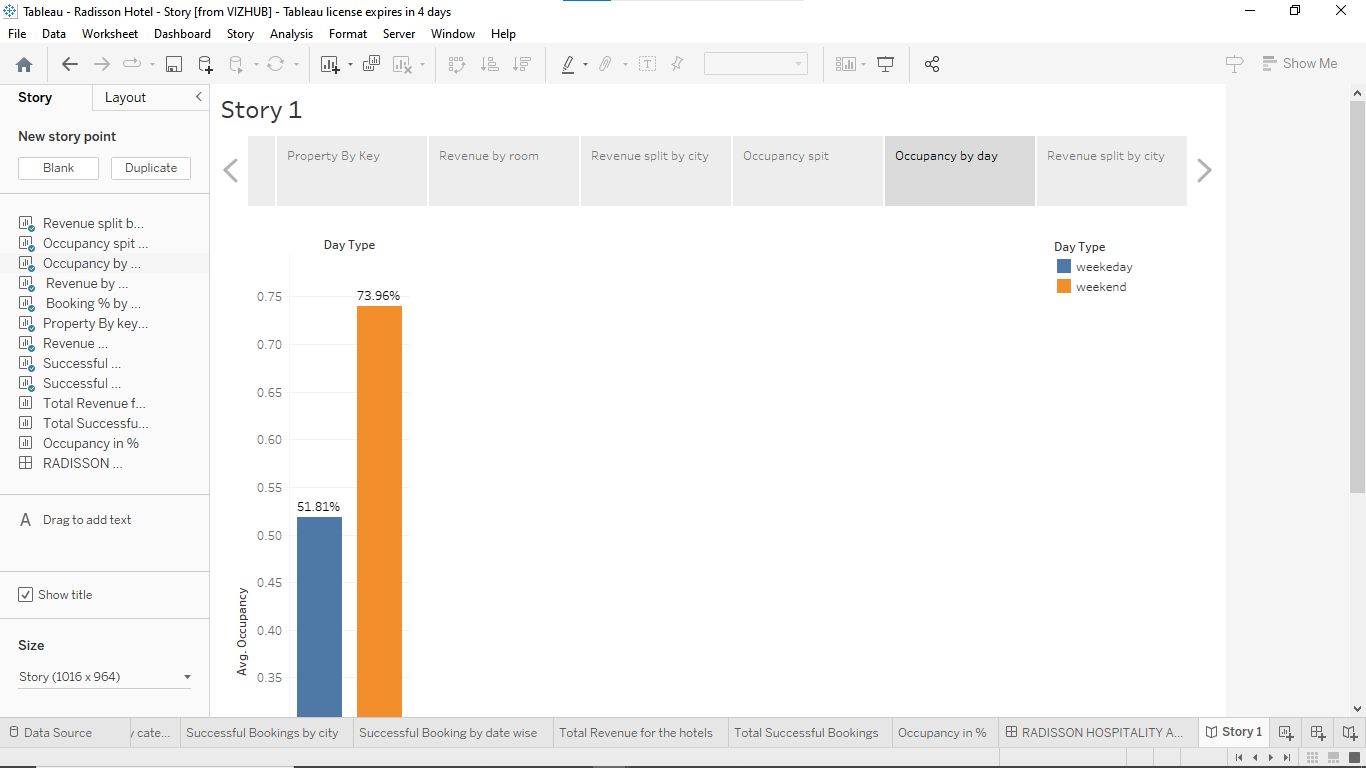 Tableau - Radisson Hotel - Story [from VIZHUB] - Tableau license expires in 4 days
File Data Worksheet Dashboard Story Analysis Format Server Window Help
Show Me
Story Layout
New story point
Blank Duplicate
Revenue split b...
Occupancy spit ...
Occupancy by ...
Revenue by ...
Booking % by ...
Property By key...
Revenue ...
Successful ...
Successful ...
Total Revenue f...
Total Successfu...
Occupancy in %
RADISSON ...
A Drag to add text
Show title
Size
Story (1016 x 964)
Story 1
Property By Key Revenue by room Revenue split by city Occupancy spit Occupancy by day Revenue split by city
Day Type
0.75
0.70
0.65
0.60
0.55
0.50
0.45
0.40
0.35
Avg. Occupancy
73.96%
51.81%
Day Type
weekeday
weekend
Data Source y cate... Successful Bookings by city Successful Booking by date wise Total Revenue for the hotels Total Successful Bookings Occupancy in % RADISSON HOSPITALITY A... Story 1